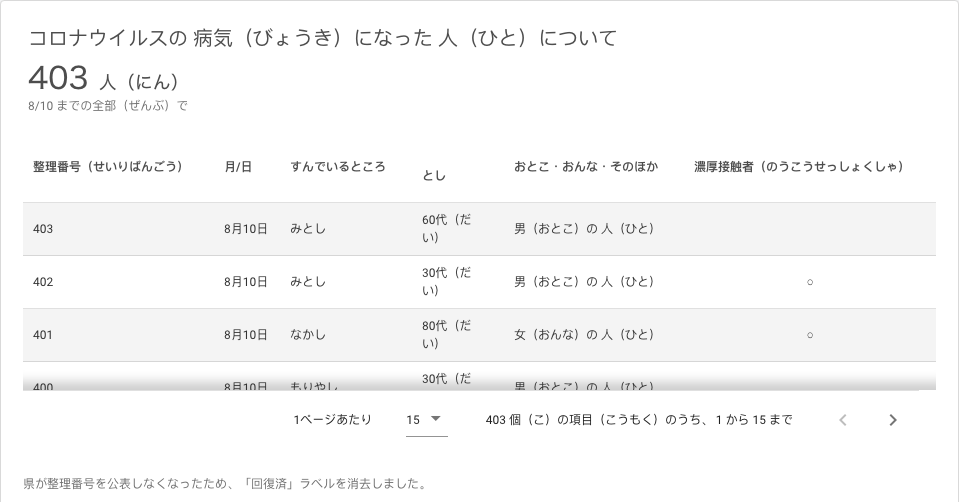 コロナウイルスの 病気（びょうき）になった 人（ひと）について
403 人（にん）
8/10 までの全部（ぜんぶ）で
整理番号（せいりばんごう） 月/日 すんでいるところ とし おとこ・おんな・そのほか 濃厚接触者（のうこうせっしょくしゃ）
403 8月10日 みとし 60代（だい） 男（おとこ）の 人（ひと）
402 8月10日 みとし 30代（だい） 男（おとこ）の 人（ひと） ○
401 8月10日 なかし 80代（だい） 女（おんな）の 人（ひと） ○
400 8月10日 もりやし 30代（だ 男（おとこ）の 人（ひと）
1ページあたり 15 403 個（こ）の項目（こうもく）のうち、1 から 15 まで
県が整理番号を公表しなくなったため、「回復済」ラベルを消去しました。